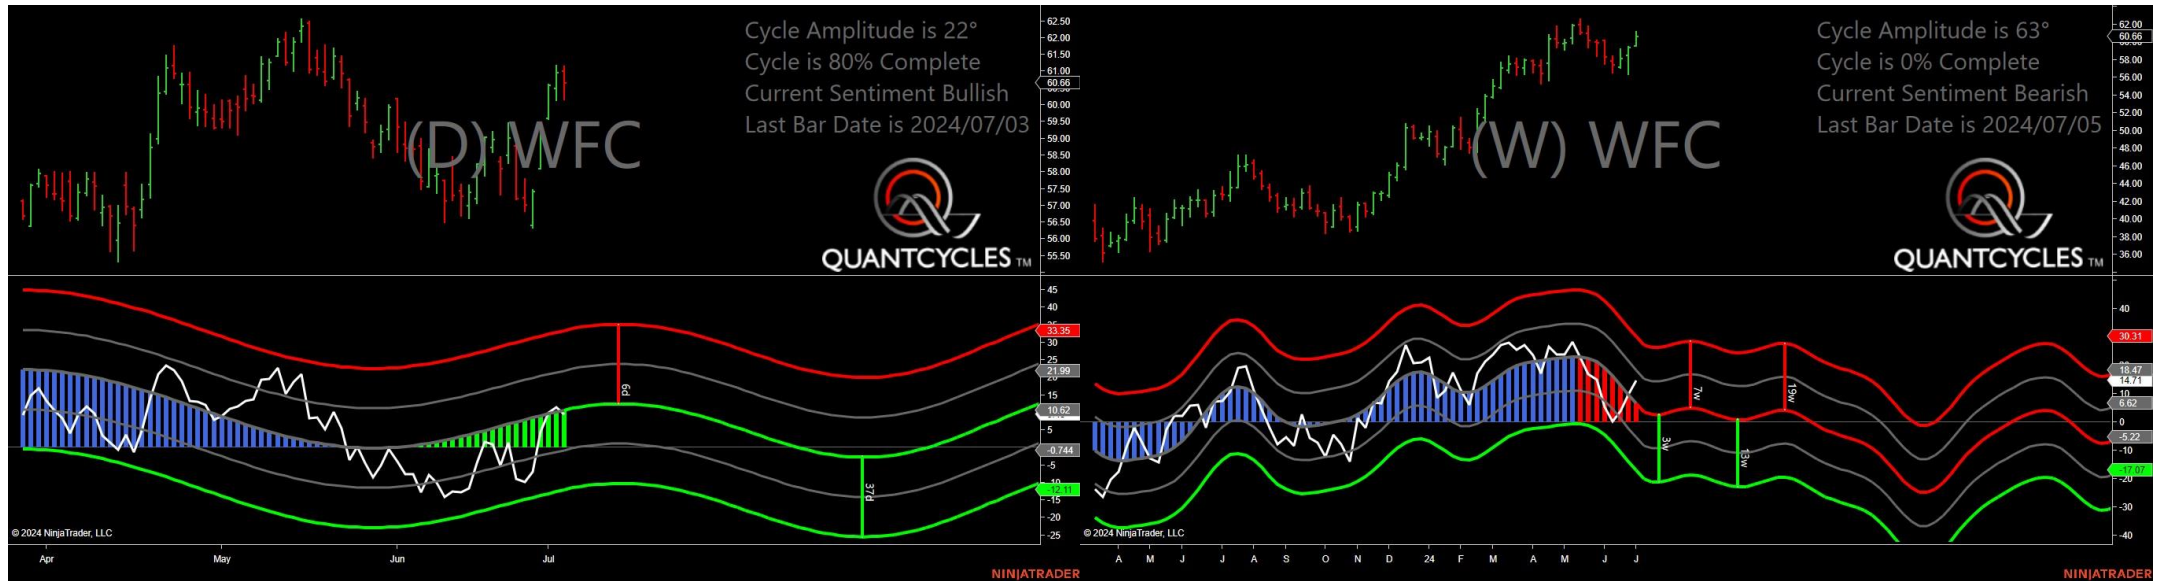 Cycle Amplitude is 22°
Cycle is 80% Complete
Current Sentiment Bullish
Last Bar Date is 2024/07/03
(D) WFC
QUANTCYCLES TM
62.50
62.00
61.50
61.00
60.66
60.00
59.50
59.00
58.50
58.00
57.50
57.00
56.50
56.00
55.50
45
40
33.35
30
25
21.99
15
10.62
5
-0.744
-5
-10
-12.11
-15
-20
-25
6d
37d
© 2024 NinjaTrader, LLC
Apr
May
Jun
Jul
NINJATRADER
Cycle Amplitude is 63°
Cycle is 0% Complete
Current Sentiment Bearish
Last Bar Date is 2024/07/05
(W) WFC
QUANTCYCLES TM
62.00
60.66
58.00
56.00
54.00
52.00
50.00
48.00
46.00
44.00
42.00
40.00
38.00
36.00
40
30.31
18.47
14.71
10
6.62
0
-5.22
-10
-17.07
-20
-30
-40
3w
7w
13w
19w
© 2024 NinjaTrader, LLC
A
M
J
J
A
S
O
N
D
24
F
M
A
M
J
J
NINJATRADER